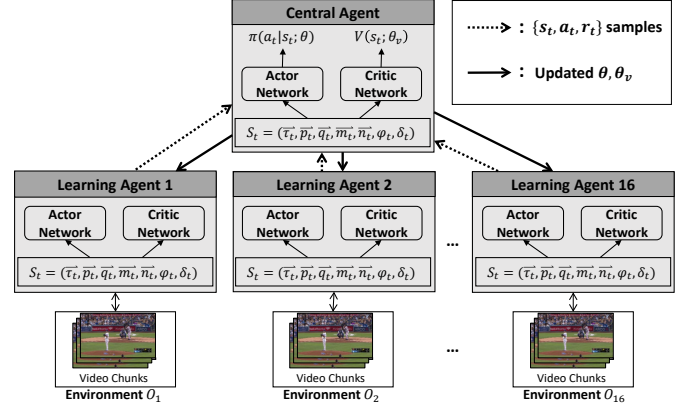 Central Agent
π(a_t|s_t; θ)
V(s_t; θ_v)
Actor Network
Critic Network
S_t = (τ_t, p_t, q_t, m_t, n_t, φ_t, δ_t)
: {s_t, a_t, r_t} samples
: Updated θ, θ_v
Learning Agent 1
Actor Network
Critic Network
S_t = (τ_t, p_t, q_t, m_t, n_t, φ_t, δ_t)
Video Chunks
Environment O_1
Learning Agent 2
Actor Network
Critic Network
S_t = (τ_t, p_t, q_t, m_t, n_t, φ_t, δ_t)
Video Chunks
Environment O_2
...
...
Learning Agent 16
Actor Network
Critic Network
S_t = (τ_t, p_t, q_t, m_t, n_t, φ_t, δ_t)
Video Chunks
Environment O_16